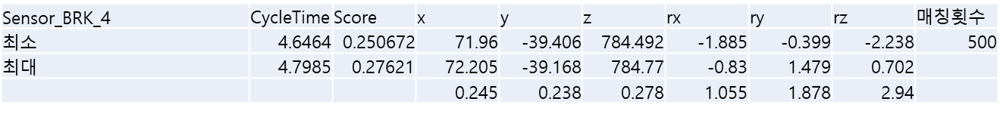 Sensor_BRK_4 CycleTime Score x y z rx ry rz 매칭횟수
최소 4.6464 0.250672 71.96 -39.406 784.492 -1.885 -0.399 -2.238 500
최대 4.7985 0.27621 72.205 -39.168 784.77 -0.83 1.479 0.702
0.245 0.238 0.278 1.055 1.878 2.94